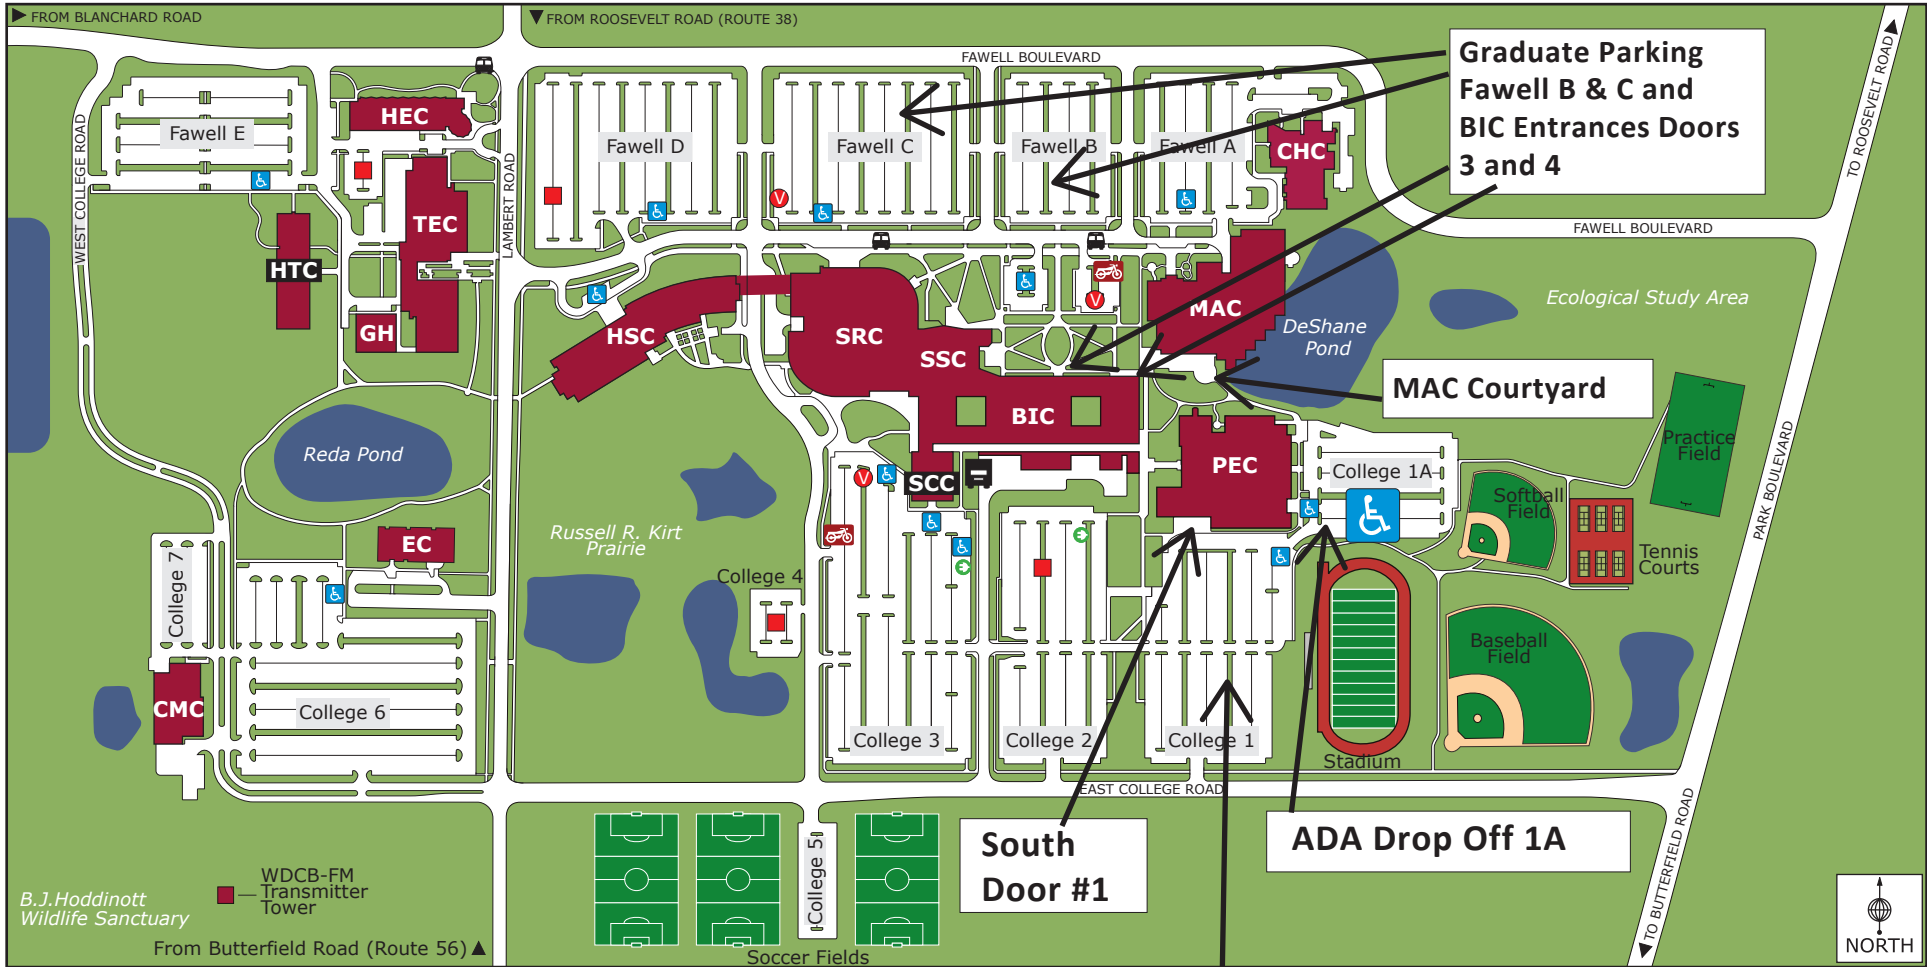 FROM BLANCHARD ROAD
FROM ROOSEVELT ROAD (ROUTE 38)
FAWELL BOULEVARD
Graduate Parking
Fawell B & C and
BIC Entrances Doors
3 and 4
TO ROOSEVELT ROAD
WEST COLLEGE ROAD
LAMBERT ROAD
Fawell E
HEC
Fawell D
Fawell C
Fawell B
Fawell A
CHC
TEC
HTC
GH
V
FAWELL BOULEVARD
HSC
SRC
SSC
BIC
V
MAC
DeShane
Pond
Ecological Study Area
MAC Courtyard
Reda Pond
PEC
College 1A
Practice
Field
PARK BOULEVARD
V
SCC
Softball
Field
Tennis
Courts
EC
Russell R. Kirt
Prairie
College 7
College 4
Baseball
Field
CMC
College 6
College 3
College 2
College 1
Stadium
EAST COLLEGE ROAD
South
Door #1
ADA Drop Off 1A
TO BUTTERFIELD ROAD
College 5
Soccer Fields
WDCB-FM
Transmitter
Tower
B.J.Hoddinott
Wildlife Sanctuary
From Butterfield Road (Route 56)
NORTH